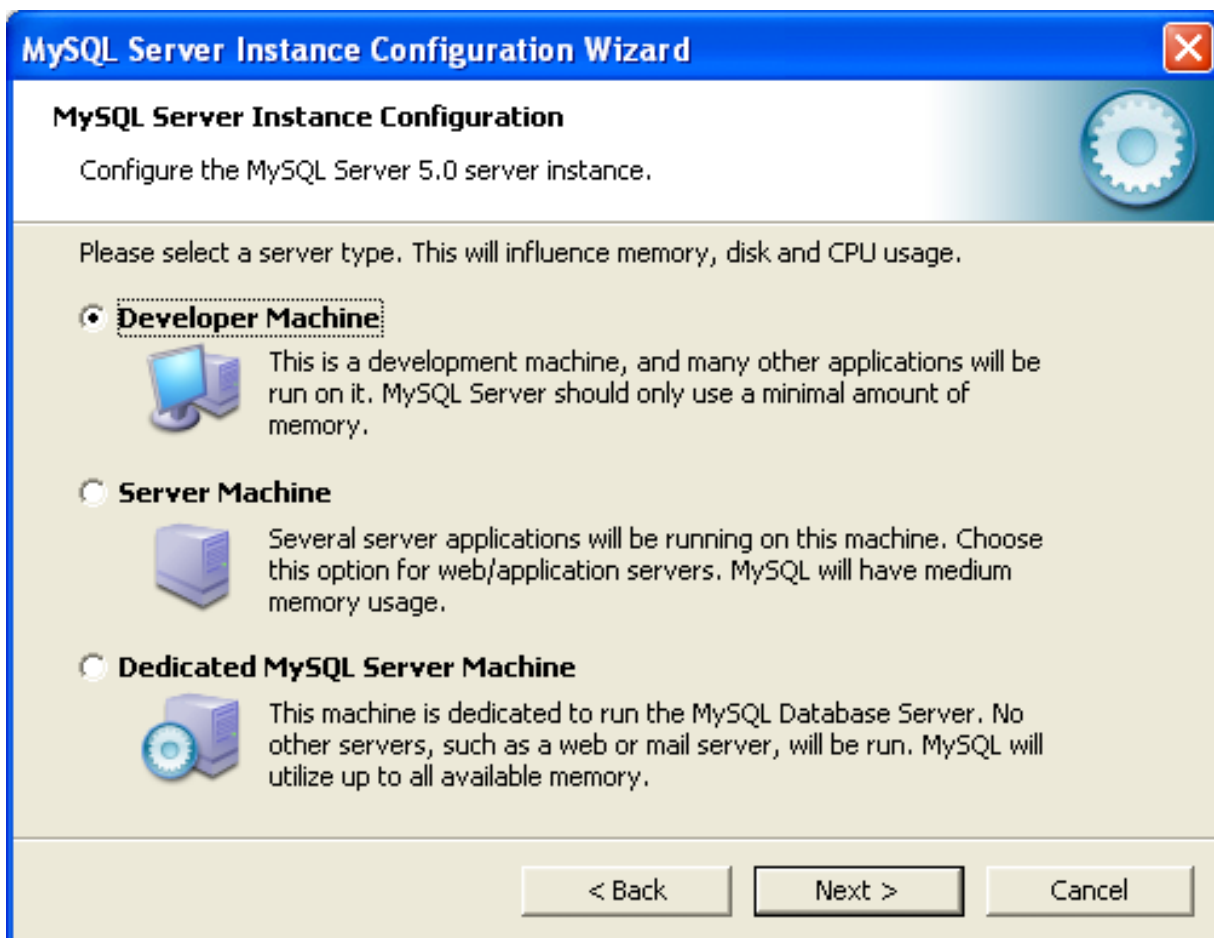 MySQL Server Instance Configuration Wizard
MySQL Server Instance Configuration
Configure the MySQL Server 5.0 server instance.
Please select a server type. This will influence memory, disk and CPU usage.
Developer Machine
This is a development machine, and many other applications will be
run on it. MySQL Server should only use a minimal amount of
memory.
Server Machine
Several server applications will be running on this machine. Choose
this option for web/application servers. MySQL will have medium
memory usage.
Dedicated MySQL Server Machine
This machine is dedicated to run the MySQL Database Server. No
other servers, such as a web or mail server, will be run. MySQL will
utilize up to all available memory.
< Back
Next >
Cancel